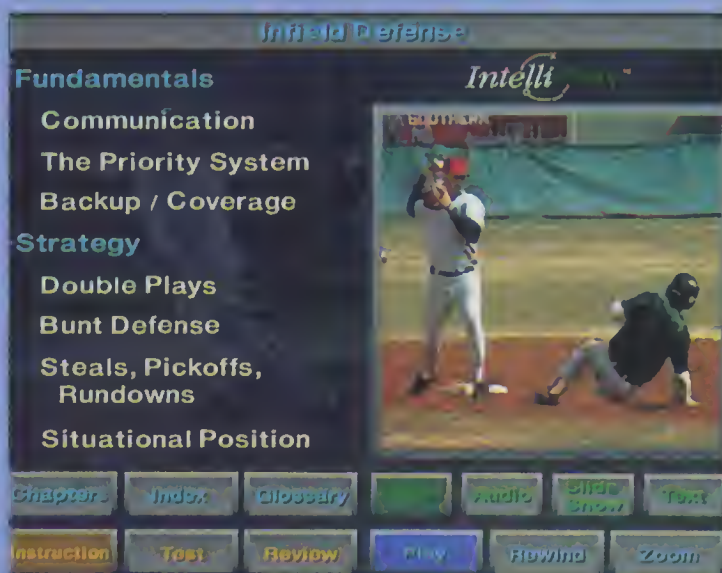 Infield Defense
Fundamentals
Communication
The Priority System
Backup / Coverage
Strategy
Double Plays
Bunt Defense
Steals, Pickoffs,
Rundowns
Situational Position
Intelli
SOUTHERN
Chapters Index Glossary Audio Slide Show Text
Instruction Test Review Play Rewind Zoom